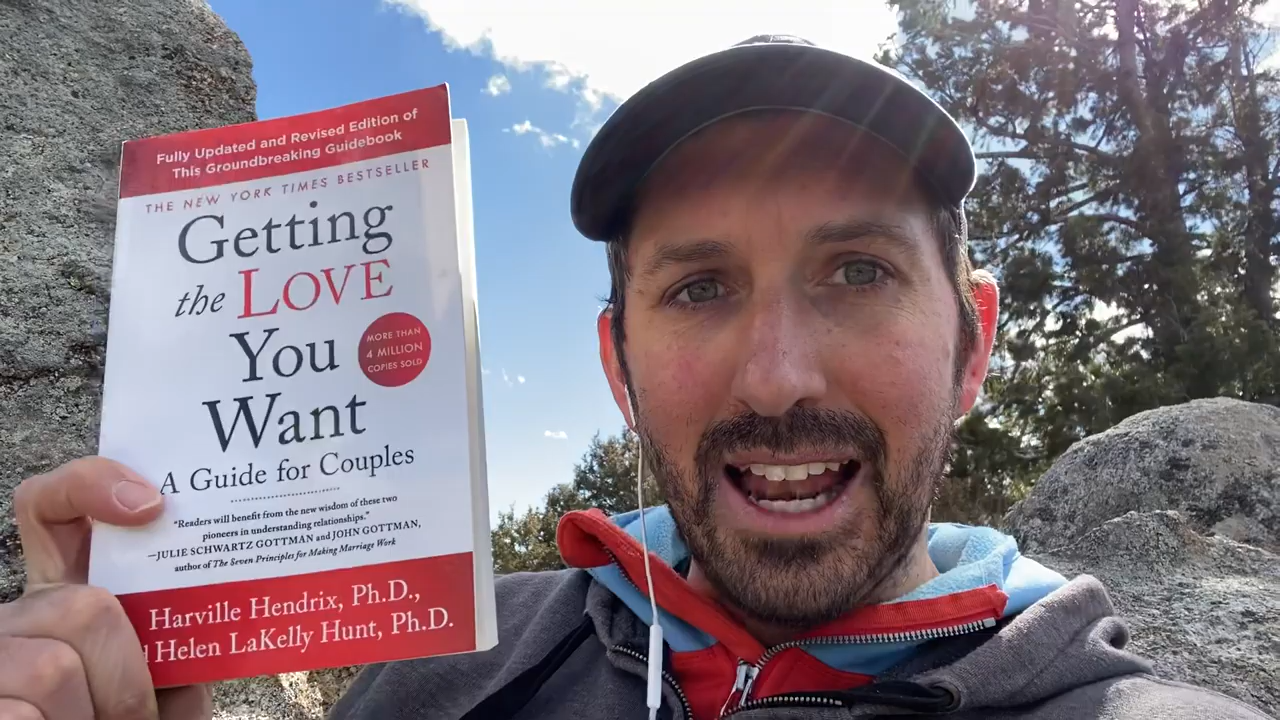 Fully Updated and Revised Edition of
This Groundbreaking Guidebook
THE NEW YORK TIMES BESTSELLER
Getting
the LOVE
You
Want
MORE THAN
4 MILLION
COPIES SOLD
A Guide for Couples
"Readers will benefit from the new wisdom of these two
pioneers in understanding relationships."
—JULIE SCHWARTZ GOTTMAN and JOHN GOTTMAN,
author of The Seven Principles for Making Marriage Work
Harville Hendrix, Ph.D.,
Helen LaKelly Hunt, Ph.D.